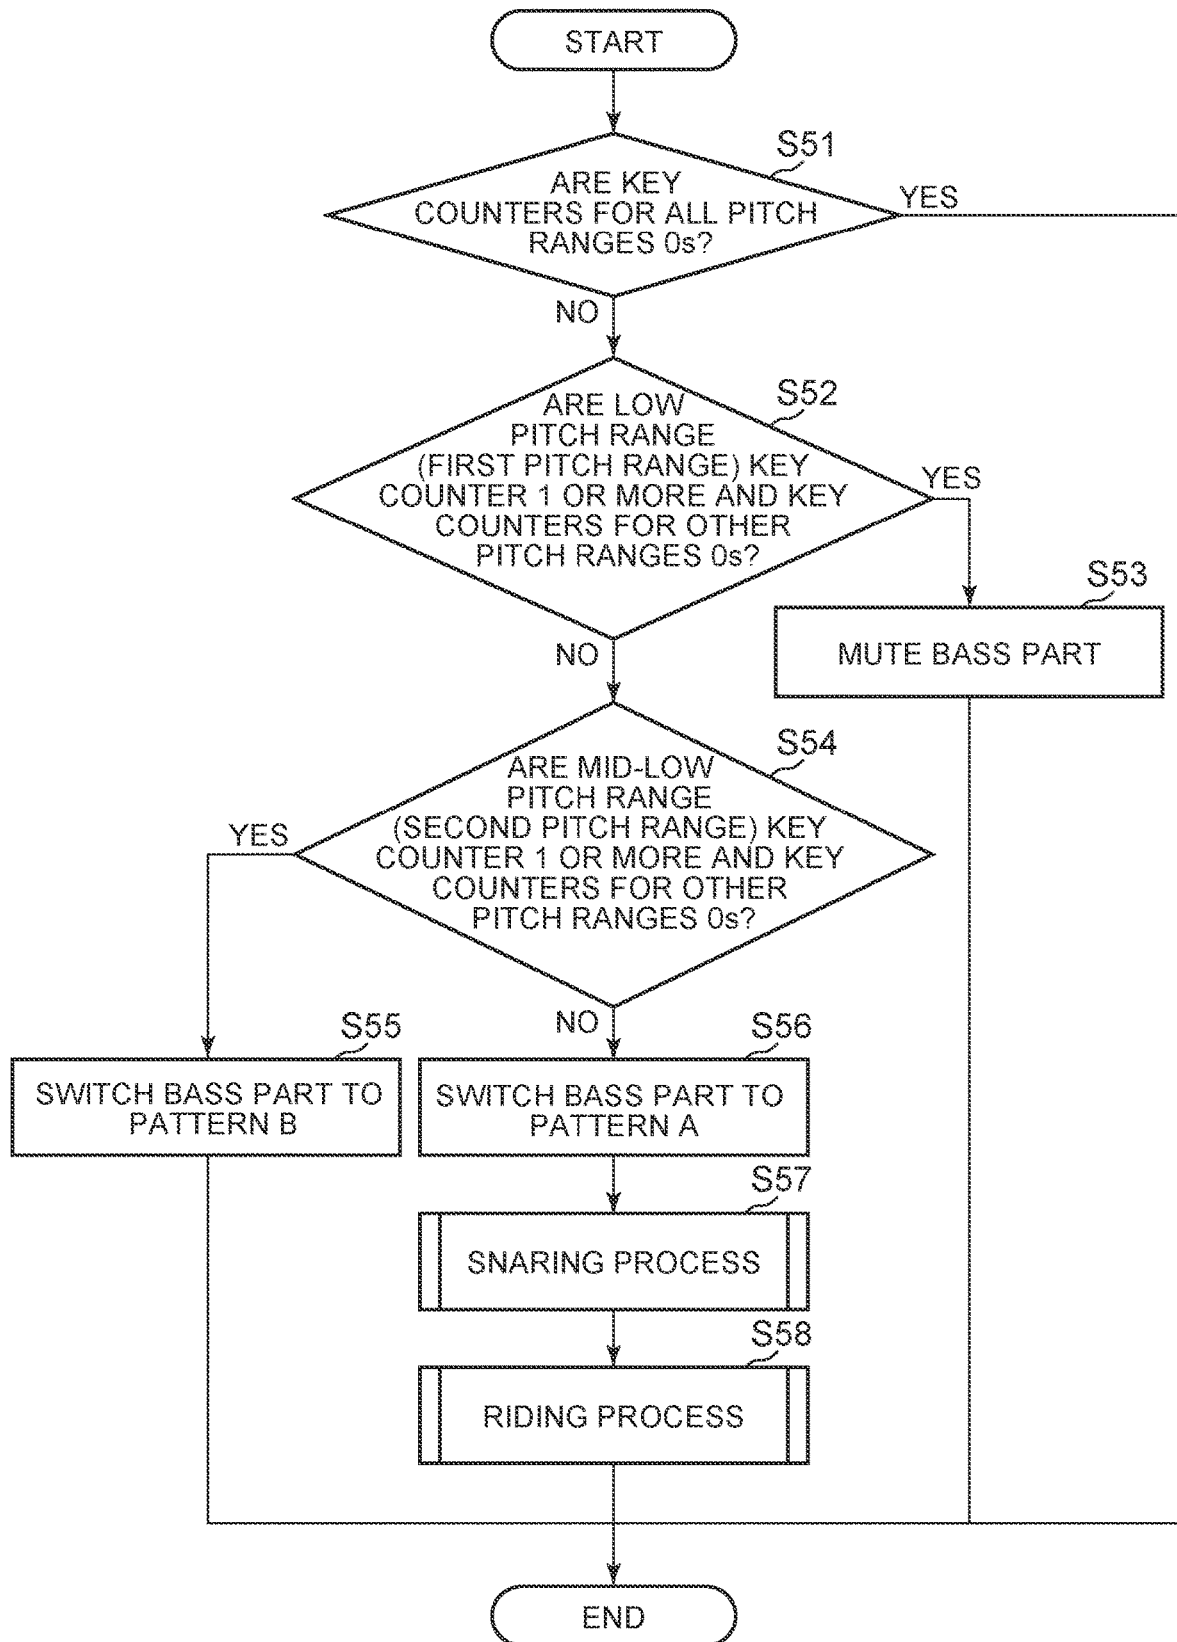 START
S51
ARE KEY
COUNTERS FOR ALL PITCH
RANGES 0s?
YES
NO
S52
ARE LOW
PITCH RANGE
(FIRST PITCH RANGE) KEY
COUNTER 1 OR MORE AND KEY
COUNTERS FOR OTHER
PITCH RANGES 0s?
YES
NO
S53
MUTE BASS PART
S54
ARE MID-LOW
PITCH RANGE
(SECOND PITCH RANGE) KEY
COUNTER 1 OR MORE AND KEY
COUNTERS FOR OTHER
PITCH RANGES 0s?
YES
NO
S55
SWITCH BASS PART TO
PATTERN B
S56
SWITCH BASS PART TO
PATTERN A
S57
SNARING PROCESS
S58
RIDING PROCESS
END